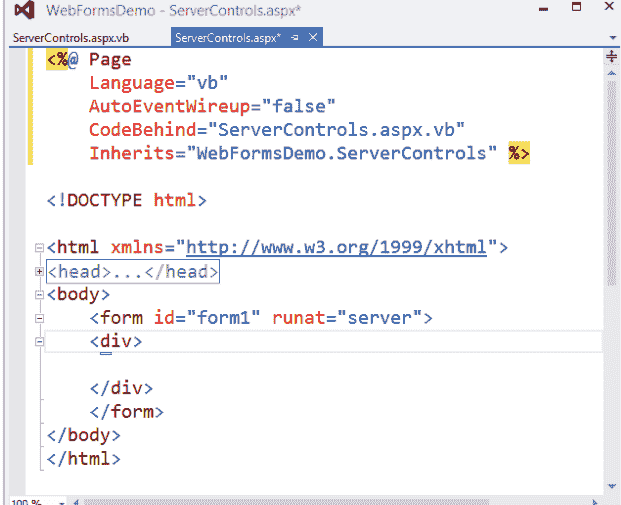 WebFormsDemo - ServerControls.aspx*
ServerControls.aspx.vb ServerControls.aspx*
<%@ Page
Language="vb"
AutoEventWireup="false"
CodeBehind="ServerControls.aspx.vb"
Inherits="WebFormsDemo.ServerControls" %>
<!DOCTYPE html>
<html xmlns="http://www.w3.org/1999/xhtml">
<head>...</head>
<body>
<form id="form1" runat="server">
<div>
</div>
</form>
</body>
</html>
100 %